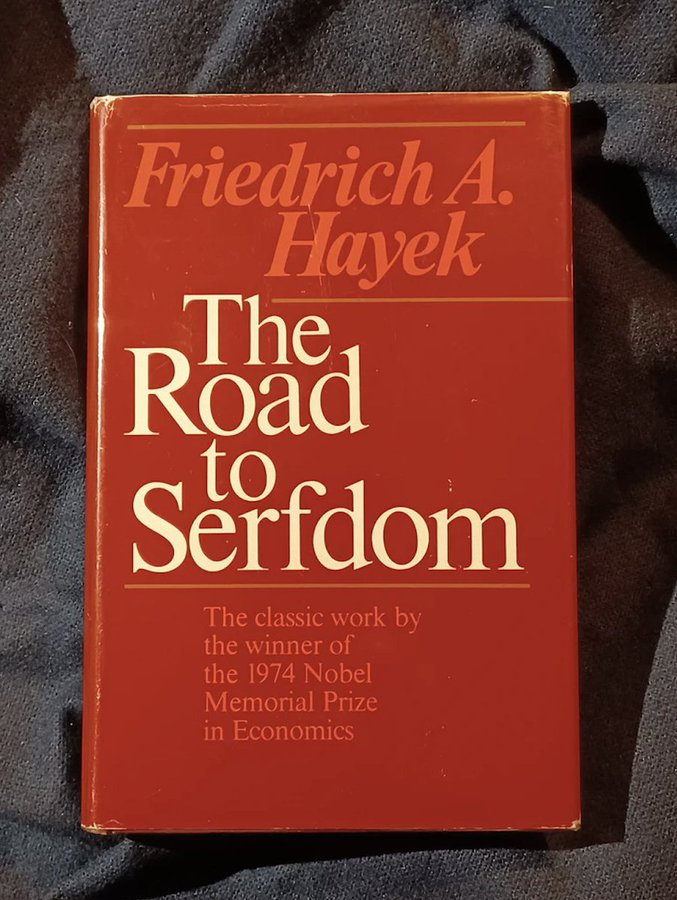 Friedrich A.
Hayek
The
Road
to
Serfdom
The classic work by
the winner of
the 1974 Nobel
Memorial Prize
in Economics